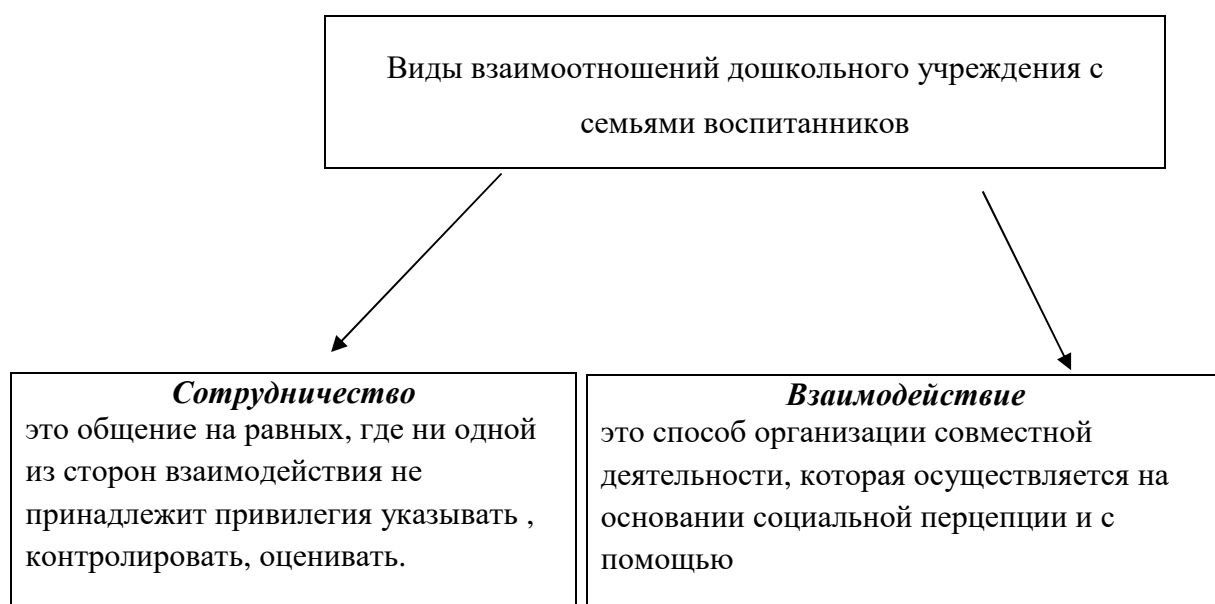 Виды взаимоотношений дошкольного учреждения с
семьями воспитанников
Сотрудничество
это общение на равных, где ни одной
из сторон взаимодействия не
принадлежит привилегия указывать ,
контролировать, оценивать.
Взаимодействие
это способ организации совместной
деятельности, которая осуществляется на
основании социальной перцепции и с
помощью